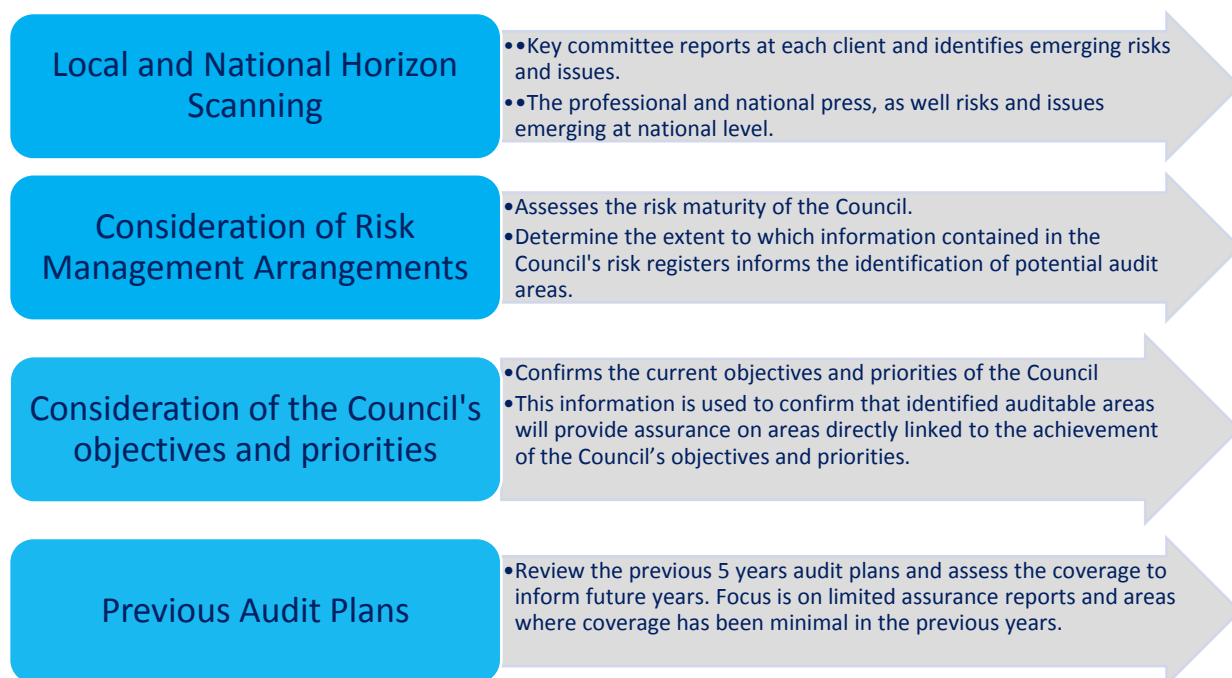 Local and National Horizon
Scanning
••Key committee reports at each client and identifies emerging risks
and issues.
••The professional and national press, as well risks and issues
emerging at national level.
Consideration of Risk
Management Arrangements
•Assesses the risk maturity of the Council.
•Determine the extent to which information contained in the
Council's risk registers informs the identification of potential audit
areas.
Consideration of the Council's
objectives and priorities
•Confirms the current objectives and priorities of the Council
•This information is used to confirm that identified auditable areas
will provide assurance on areas directly linked to the achievement
of the Council’s objectives and priorities.
Previous Audit Plans
•Review the previous 5 years audit plans and assess the coverage to
inform future years. Focus is on limited assurance reports and areas
where coverage has been minimal in the previous years.